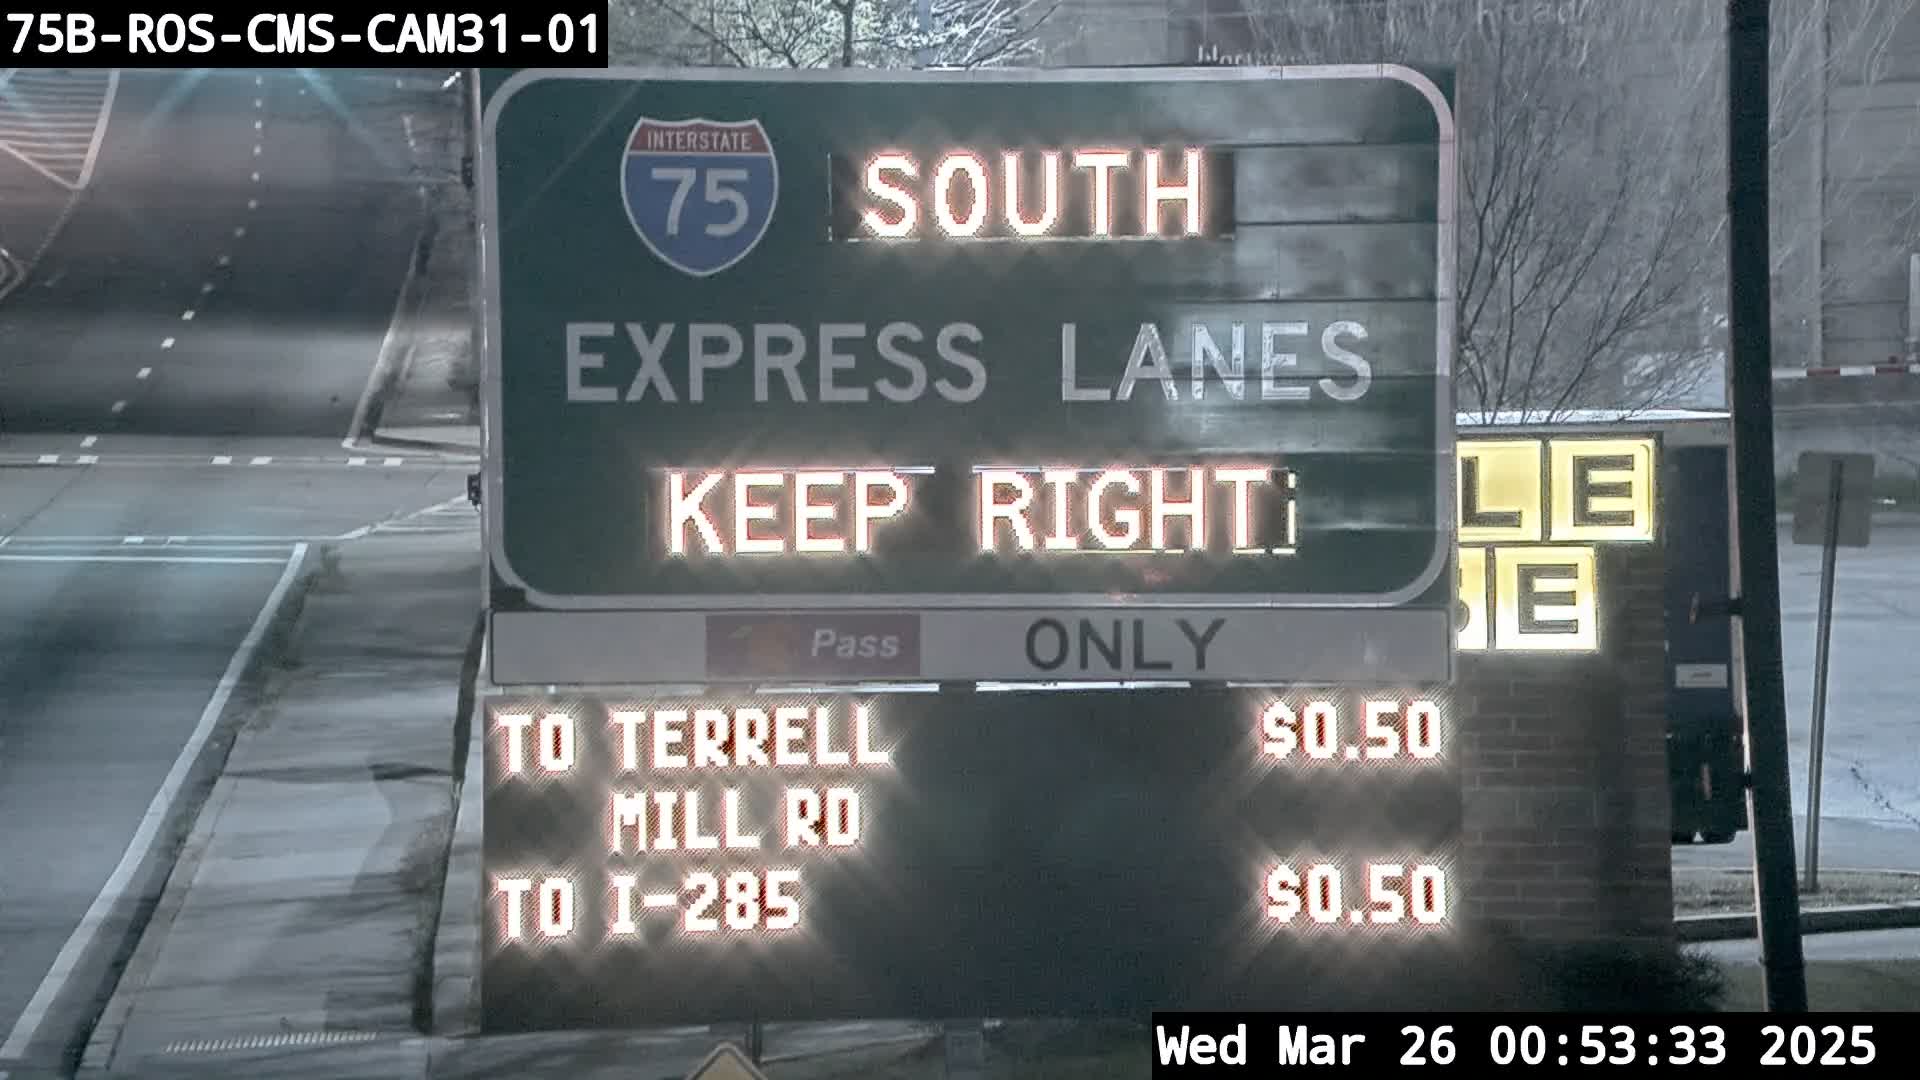 75B-ROS-CMS-CAM31-01
INTERSTATE
75
SOUTH
EXPRESS LANES
KEEP RIGHT
Pass ONLY
TO TERRELL $0.50
MILL RD
TO I-285 $0.50
LE
E
Wed Mar 26 00:53:33 2025